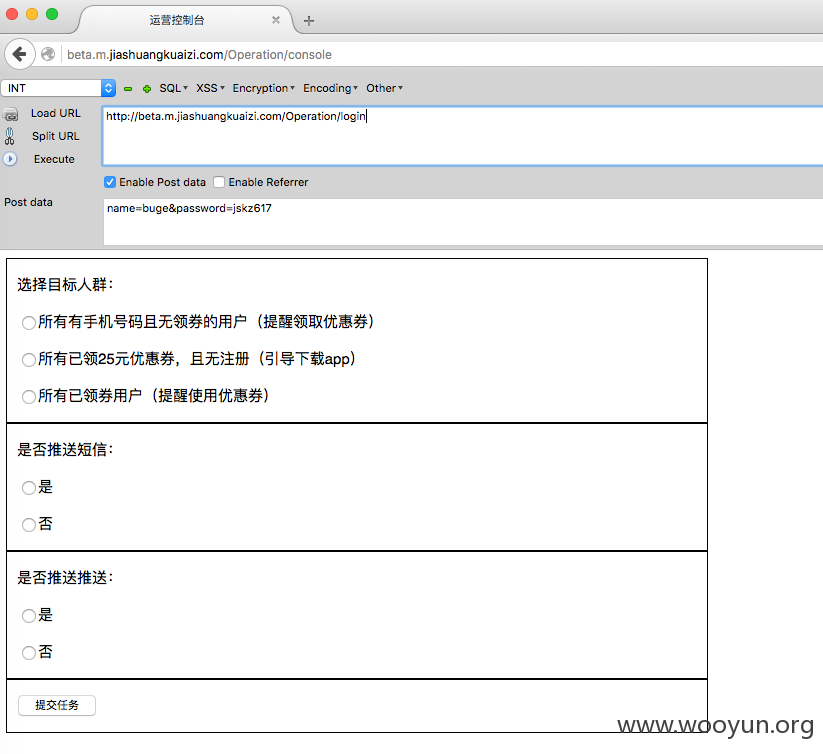 运营控制台
beta.m.jiashuangkuaizi.com/Operation/console
INT SQL XSS Encryption Encoding Other
Load URL
http://beta.m.jiashuangkuaizi.com/Operation/login
Split URL
Execute
Enable Post data Enable Referrer
Post data
name=buge&password=jskz617
选择目标人群：
所有有手机号码且无领券的用户（提醒领取优惠券）
所有已领25元优惠券，且无注册（引导下载app）
所有已领券用户（提醒使用优惠券）
是否推送短信：
是
否
是否推送推送：
是
否
提交任务
www.wooyun.org